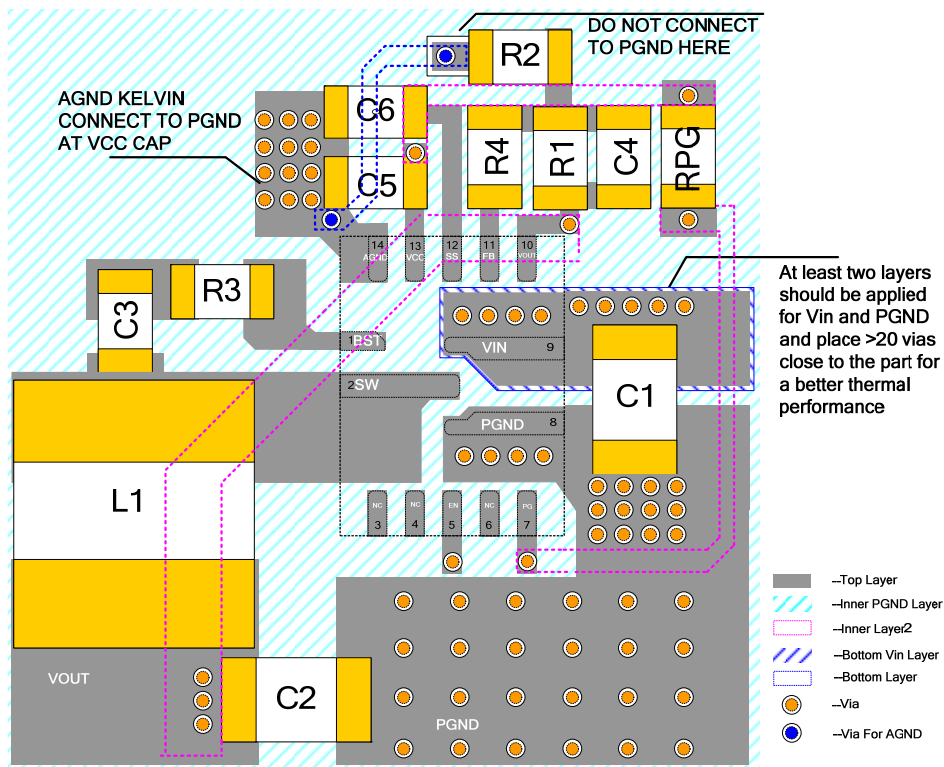 DO NOT CONNECT
TO PGND HERE
R2
AGND KELVIN
CONNECT TO PGND
AT VCC CAP
C6
C5
R4
R1
C4
RPG
14
AGND
13
VCC
12
SS
11
FB
10
VOUT
C3
R3
1
BST
VIN
9
2
SW
C1
At least two layers
should be applied
for Vin and PGND
and place >20 vias
close to the part for
a better thermal
performance
PGND
8
L1
NC
3
NC
4
EN
5
NC
6
PG
7
VOUT
C2
PGND
--Top Layer
--Inner PGND Layer
--Inner Layer2
--Bottom Vin Layer
--Bottom Layer
--Via
--Via For AGND